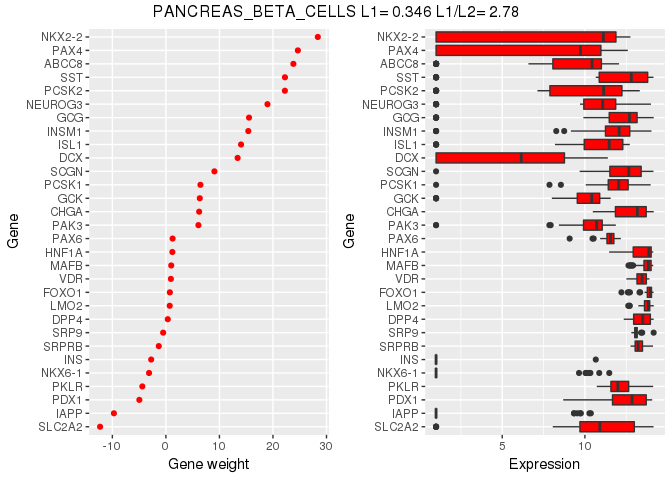 PANCREAS_BETA_CELLS L1= 0.346 L1/L2= 2.78
Gene
NKX2-2
PAX4
ABCC8
SST
PCSK2
NEUROG3
GCG
INSM1
ISL1
DCX
SCGN
PCSK1
GCK
CHGA
PAK3
PAX6
HNF1A
MAFB
VDR
FOXO1
LMO2
DPP4
SRP9
SRPRB
INS
NKX6-1
PKLR
PDX1
IAPP
SLC2A2
-10 0 10 20 30
Gene weight
Gene
NKX2-2
PAX4
ABCC8
SST
PCSK2
NEUROG3
GCG
INSM1
ISL1
DCX
SCGN
PCSK1
GCK
CHGA
PAK3
PAX6
HNF1A
MAFB
VDR
FOXO1
LMO2
DPP4
SRP9
SRPRB
INS
NKX6-1
PKLR
PDX1
IAPP
SLC2A2
5 10
Expression